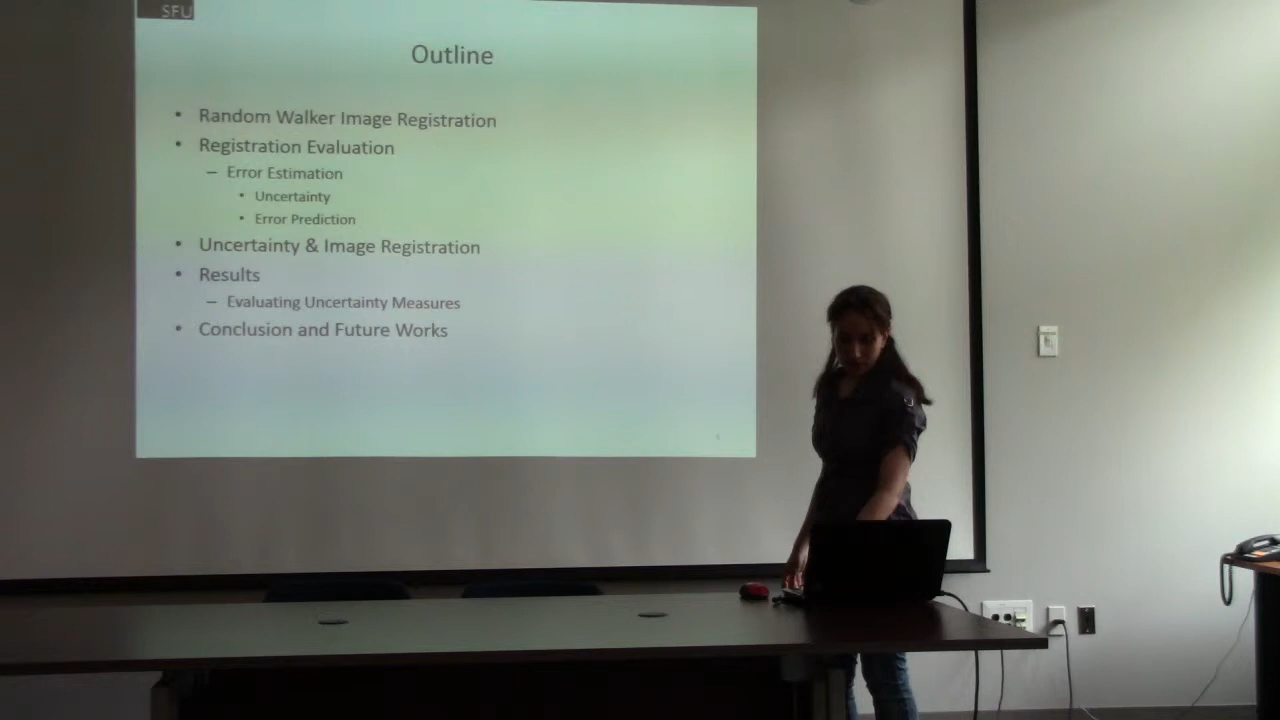 SFU
Outline
• Random Walker Image Registration
• Registration Evaluation
– Error Estimation
• Uncertainty
• Error Prediction
• Uncertainty & Image Registration
• Results
– Evaluating Uncertainty Measures
• Conclusion and Future Works